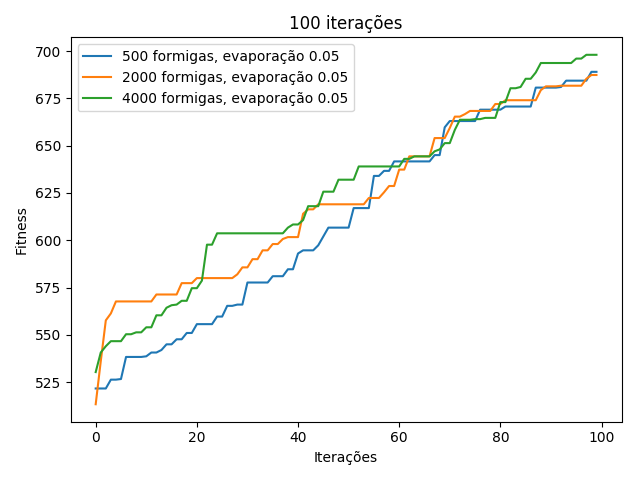 100 iterações
500 formigas, evaporação 0.05
2000 formigas, evaporação 0.05
4000 formigas, evaporação 0.05
700
675
650
625
600
575
550
525
Fitness
0 20 40 60 80 100
Iterações